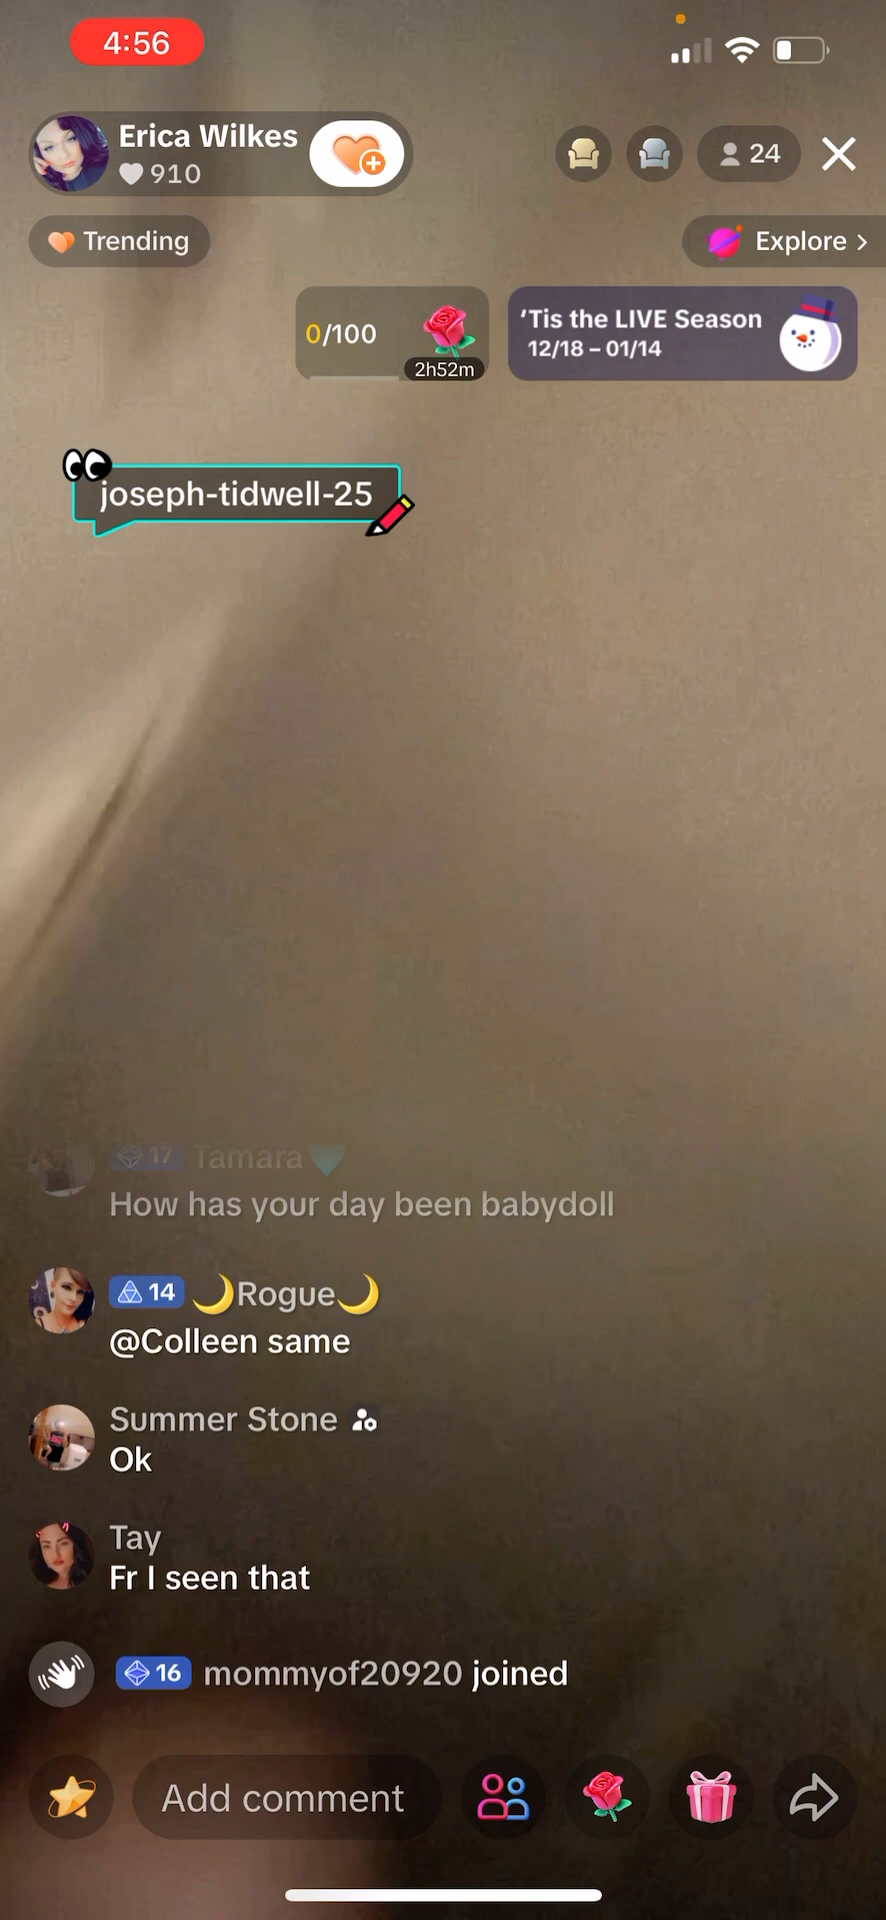 4:56
Erica Wilkes
910
24
Trending
Explore >
0/100
2h52m
‘Tis the LIVE Season
12/18 – 01/14
joseph-tidwell-25
17 Tamara
How has your day been babydoll
14 Rogue
@Colleen same
Summer Stone
Ok
Tay
Fr I seen that
16 mommyof20920 joined
Add comment